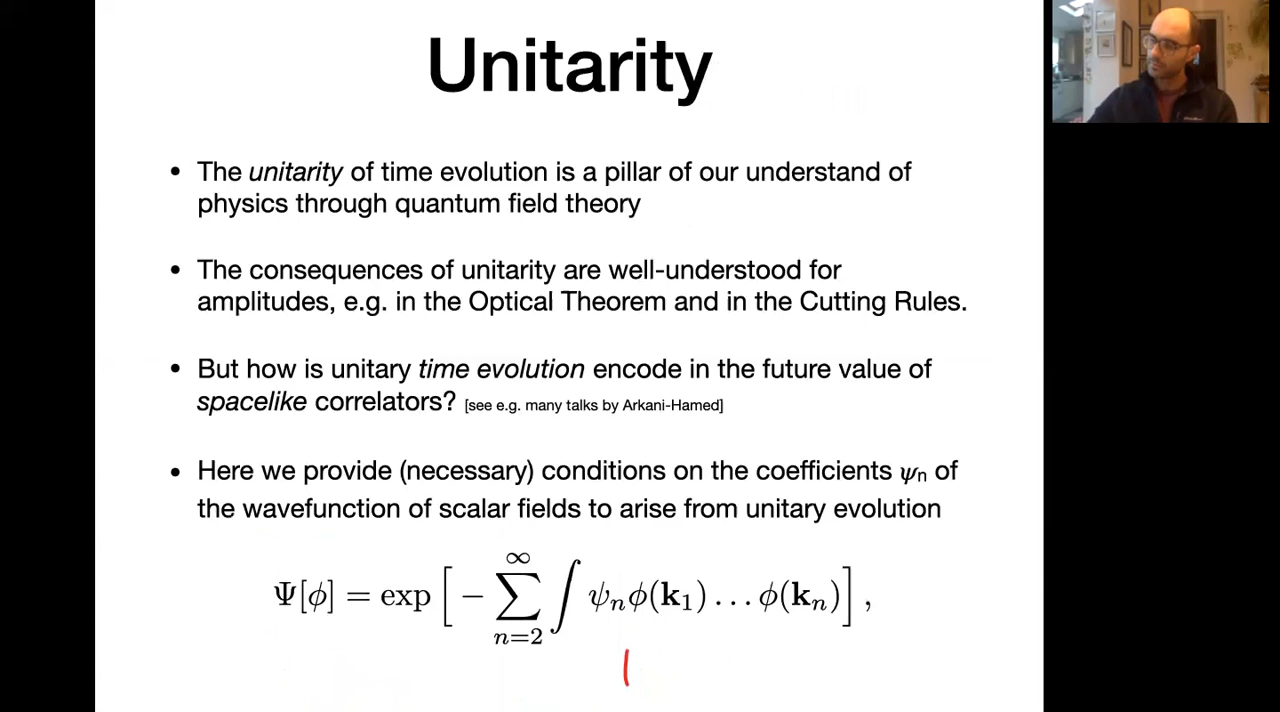 Unitarity
• The unitarity of time evolution is a pillar of our understand of
physics through quantum field theory
• The consequences of unitarity are well-understood for
amplitudes, e.g. in the Optical Theorem and in the Cutting Rules.
• But how is unitary time evolution encode in the future value of
spacelike correlators? [see e.g. many talks by Arkani-Hamed]
• Here we provide (necessary) conditions on the coefficients ψₙ of
the wavefunction of scalar fields to arise from unitary evolution
Ψ[ϕ] = exp [ − ∑_{n=2}^{∞} ∫ ψₙϕ(k₁) … ϕ(kₙ) ] ,